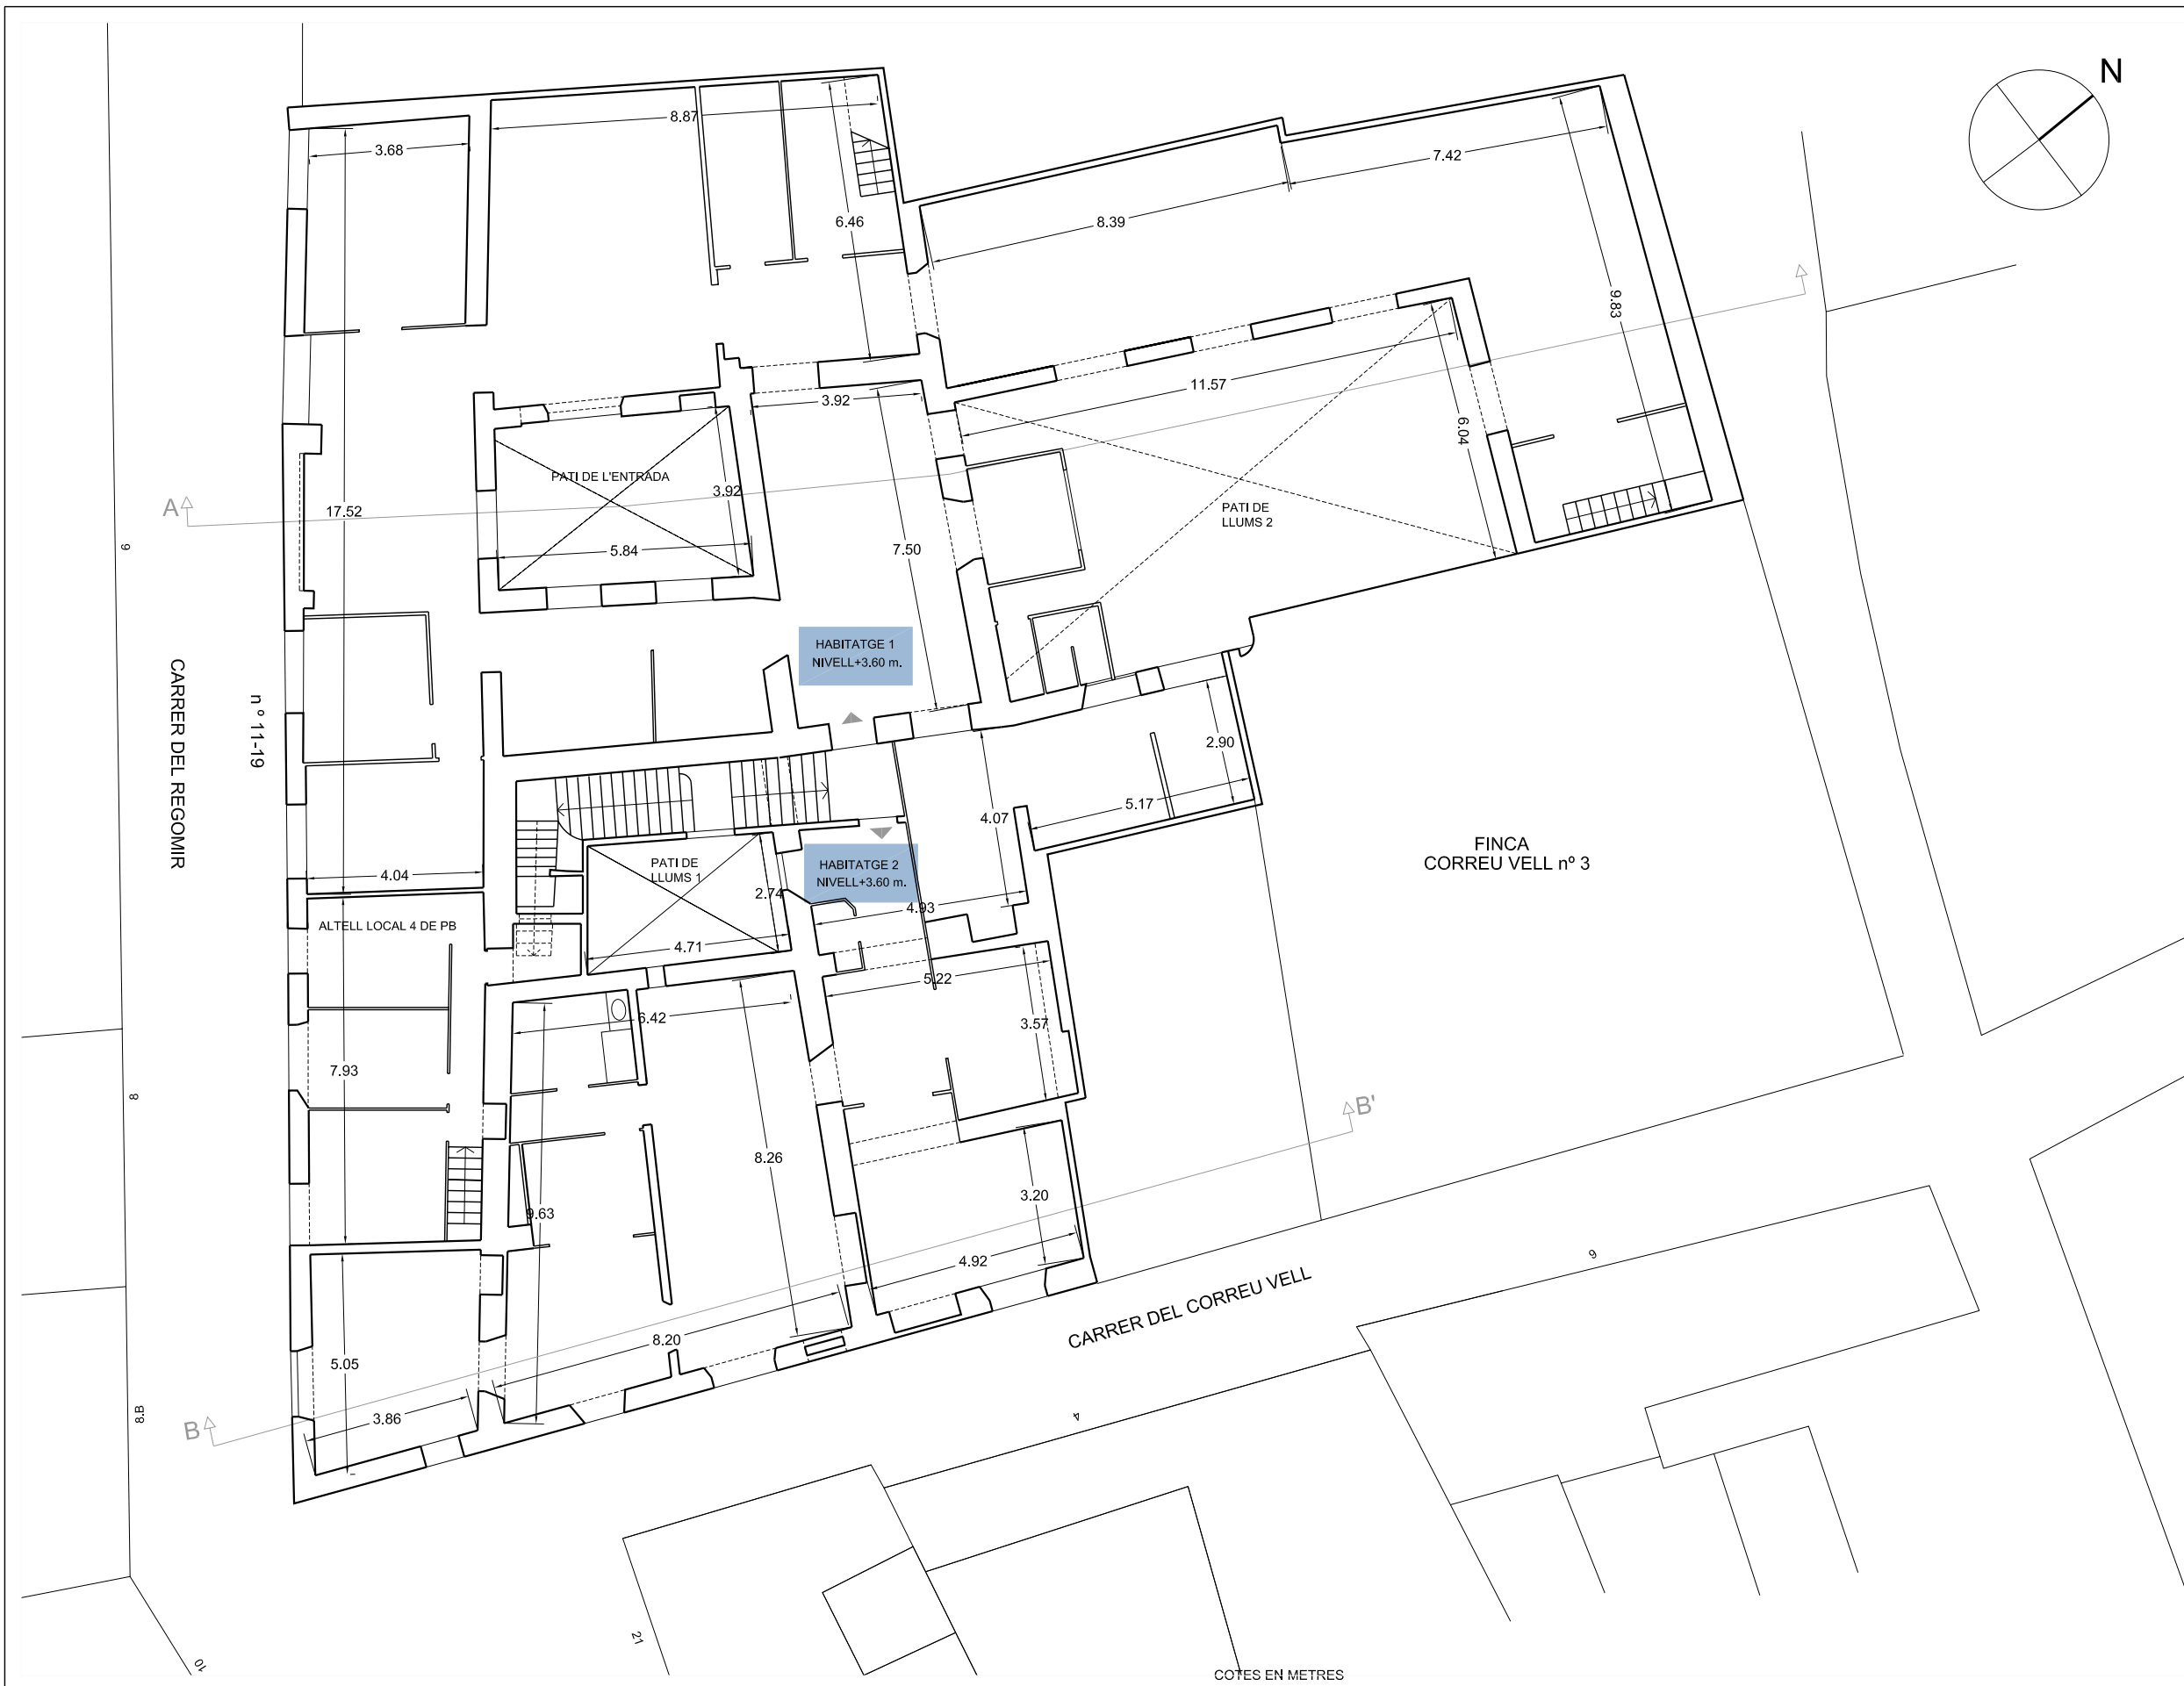 N
8.87
3.68
7.42
6.46
8.39
9.83
11.57
3.92
6.04
PATI DE L'ENTRADA
3.92
A
17.52
PATI DE
LLUMS 2
5.84
7.50
9
HABITATGE 1
NIVELL+3.60 m.
CARRER DEL REGOMIR
n º 11-19
2.90
5.17
4.07
FINCA
CORREU VELL nº 3
PATI DE
LLUMS 1
HABITATGE 2
NIVELL+3.60 m.
4.04
2.74
4.93
ALTELL LOCAL 4 DE PB
4.71
5.22
6.42
3.57
7.93
8
B'
8.26
3.20
9.63
4.92
9
CARRER DEL CORREU VELL
8.20
5.05
3.86
8.B
B
4
21
10
COTES EN METRES